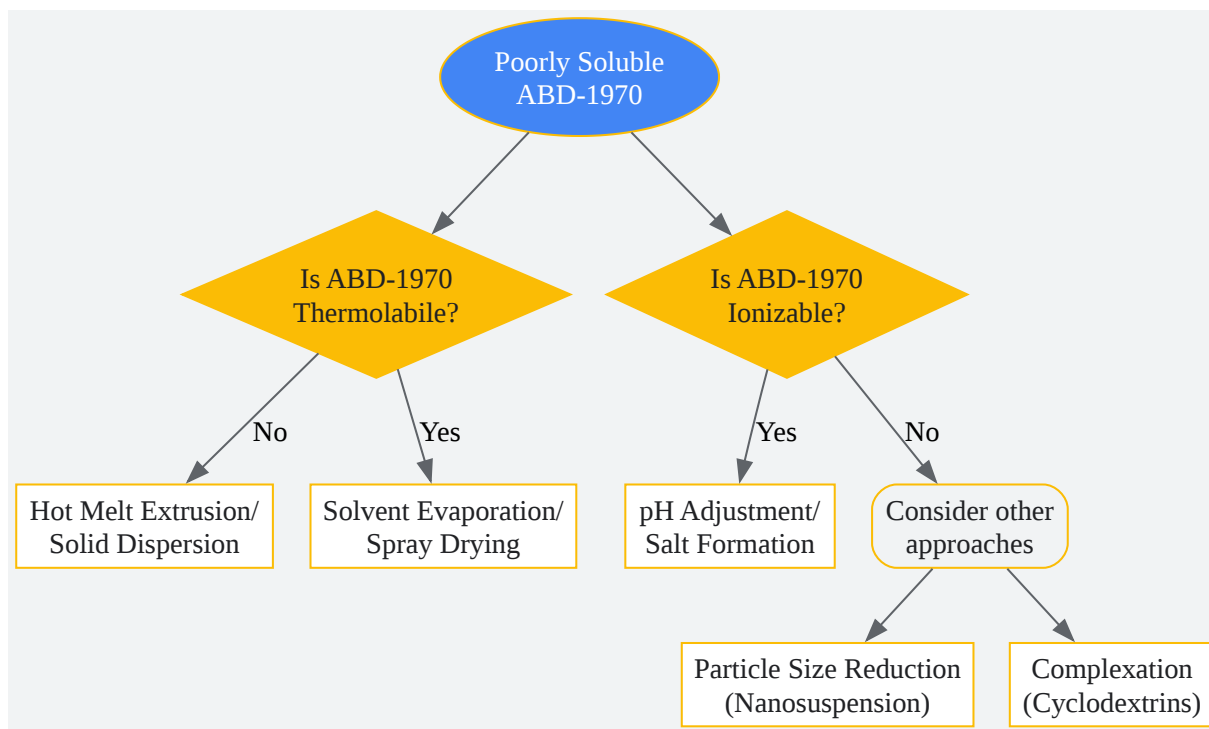 Poorly Soluble
ABD-1970
Is ABD-1970
Thermolabile?
Is ABD-1970
Ionizable?
No
Yes
Yes
No
Hot Melt Extrusion/
Solid Dispersion
Solvent Evaporation/
Spray Drying
pH Adjustment/
Salt Formation
Consider other
approaches
Particle Size Reduction
(Nanosuspension)
Complexation
(Cyclodextrins)